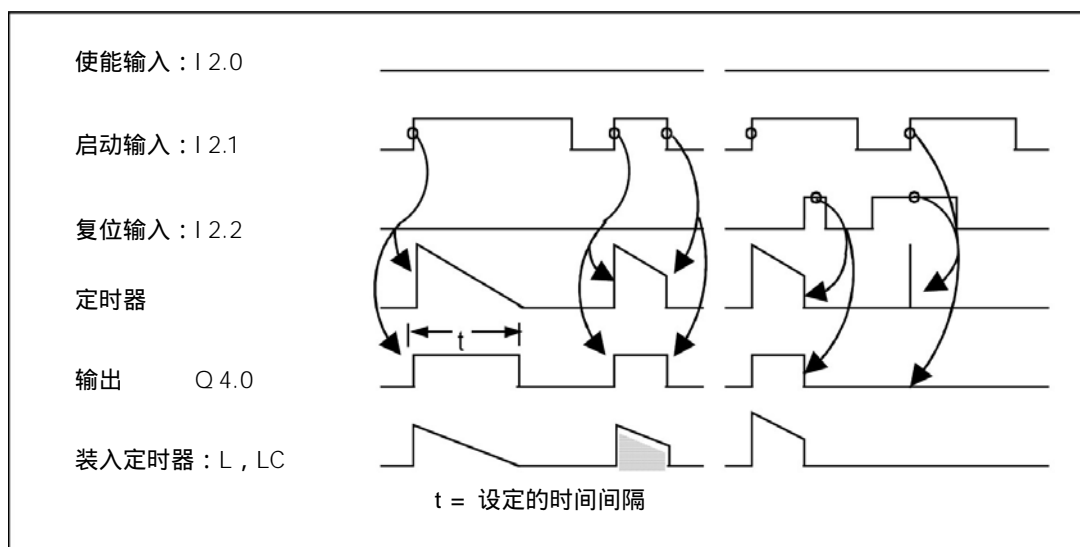 使能输入：I 2.0
启动输入：I 2.1
复位输入：I 2.2
定时器
t
输出 Q 4.0
装入定时器：L，LC
t = 设定的时间间隔